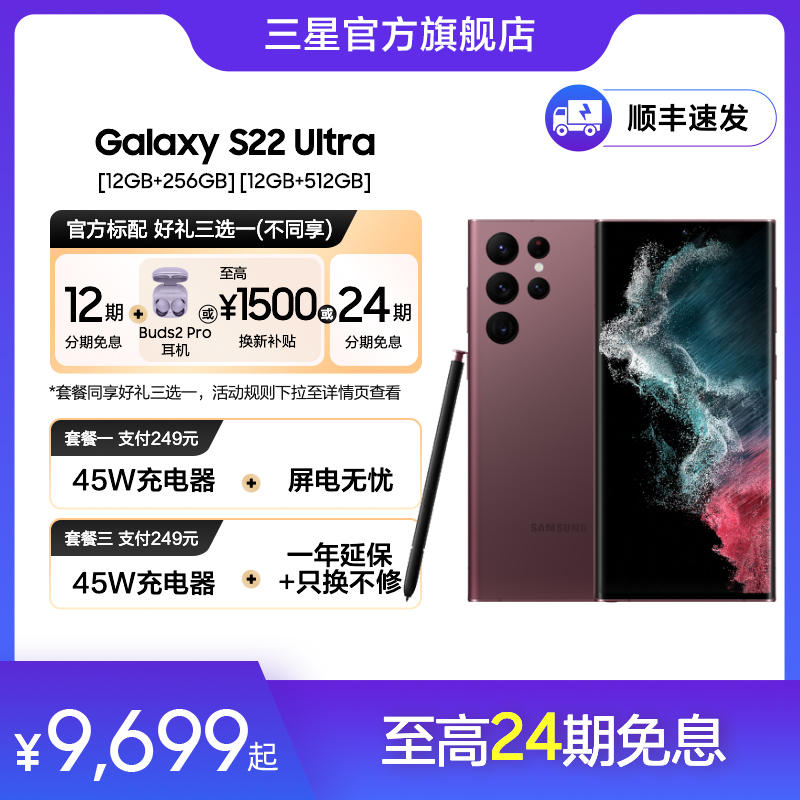 三星官方旗舰店
顺丰速发
Galaxy S22 Ultra
[12GB+256GB] [12GB+512GB]
官方标配 好礼三选一(不同享)
12期
分期免息
+
Buds2 Pro
耳机
或
至高
¥1500
换新补贴
或
24期
分期免息
*套餐同享好礼三选一，活动规则下拉至详情页查看
套餐一 支付249元
45W充电器 + 屏电无忧
套餐三 支付249元
45W充电器 + 一年延保
+只换不修
SAMSUNG
¥9,699起
至高24期免息